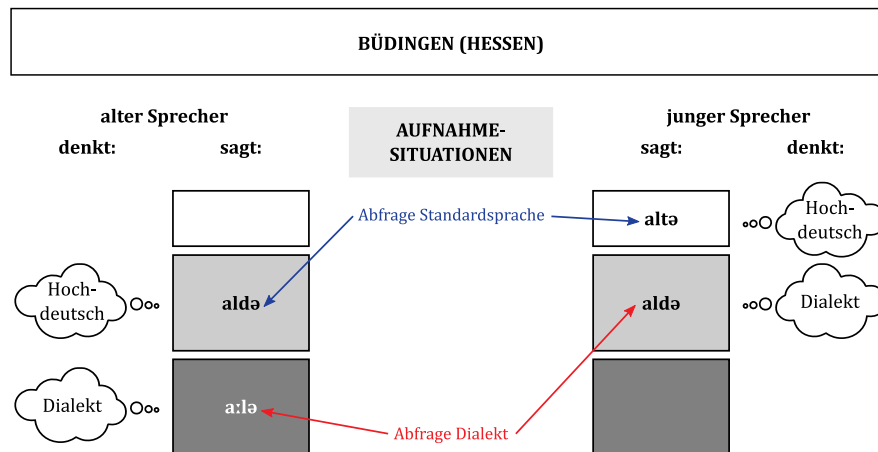 BÜDINGEN (HESSEN)
alter Sprecher
denkt:
sagt:
AUFNAHME-
SITUATIONEN
junger Sprecher
sagt:
denkt:
Abfrage Standardsprache
altə
Hoch-
deutsch
Hoch-
deutsch
aldə
aldə
Dialekt
Dialekt
a:lə
Abfrage Dialekt